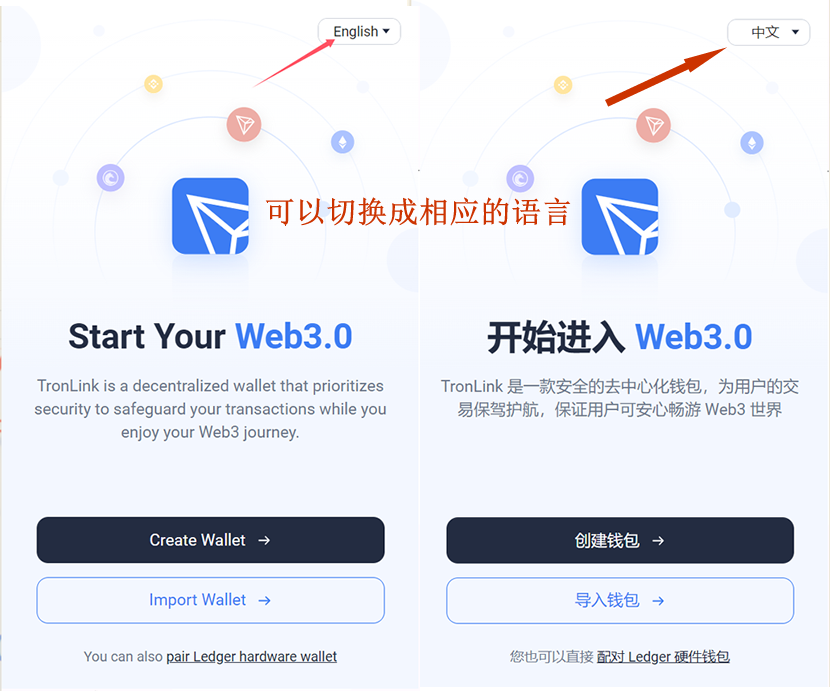 English
中文
可以切换成相应的语言
Start Your Web3.0
TronLink is a decentralized wallet that prioritizes
security to safeguard your transactions while you
enjoy your Web3 journey.
Create Wallet
Import Wallet
You can also pair Ledger hardware wallet
开始进入 Web3.0
TronLink 是一款安全的去中心化钱包，为用户的交
易保驾护航，保证用户可安心畅游 Web3 世界
创建钱包
导入钱包
您也可以直接 配对 Ledger 硬件钱包